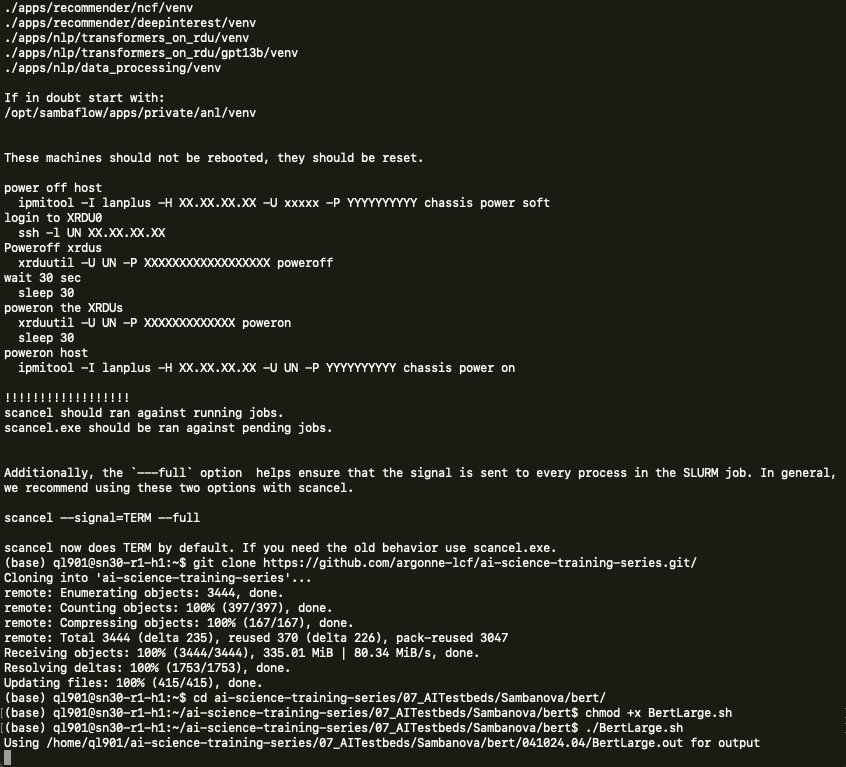 ./apps/recommender/ncf/venv
./apps/recommender/deepinterest/venv
./apps/nlp/transformers_on_rdu/venv
./apps/nlp/transformers_on_rdu/gpt13b/venv
./apps/nlp/data_processing/venv
If in doubt start with:
/opt/sambaflow/apps/private/anl/venv
These machines should not be rebooted, they should be reset.
power off host
ipmitool -I lanplus -H XX.XX.XX.XX -U xxxxx -P YYYYYYYYYY chassis power soft
login to XRDU0
ssh -l UN XX.XX.XX.XX
Poweroff xrdus
xrduutil -U UN -P XXXXXXXXXXXXXXXXXX poweroff
wait 30 sec
sleep 30
poweron the XRDUs
xrduutil -U UN -P XXXXXXXXXXXXX poweron
sleep 30
poweron host
ipmitool -I lanplus -H XX.XX.XX.XX -U UN -P YYYYYYYYYY chassis power on
!!!!!!!!!!!!!!!!!!
scancel should ran against running jobs.
scancel.exe should be ran against pending jobs.
Additionally, the `---full` option  helps ensure that the signal is sent to every process in the SLURM job. In general,
we recommend using these two options with scancel.
scancel --signal=TERM --full
scancel now does TERM by default. If you need the old behavior use scancel.exe.
(base) ql901@sn30-r1-h1:~$ git clone https://github.com/argonne-lcf/ai-science-training-series.git/
Cloning into 'ai-science-training-series'...
remote: Enumerating objects: 3444, done.
remote: Counting objects: 100% (397/397), done.
remote: Compressing objects: 100% (167/167), done.
remote: Total 3444 (delta 235), reused 370 (delta 226), pack-reused 3047
Receiving objects: 100% (3444/3444), 335.01 MiB | 80.34 MiB/s, done.
Resolving deltas: 100% (1753/1753), done.
Updating files: 100% (415/415), done.
(base) ql901@sn30-r1-h1:~$ cd ai-science-training-series/07_AITestbeds/Sambanova/bert/
[(base) ql901@sn30-r1-h1:~/ai-science-training-series/07_AITestbeds/Sambanova/bert$ chmod +x BertLarge.sh
[(base) ql901@sn30-r1-h1:~/ai-science-training-series/07_AITestbeds/Sambanova/bert$ ./BertLarge.sh
Using /home/ql901/ai-science-training-series/07_AITestbeds/Sambanova/bert/041024.04/BertLarge.out for output